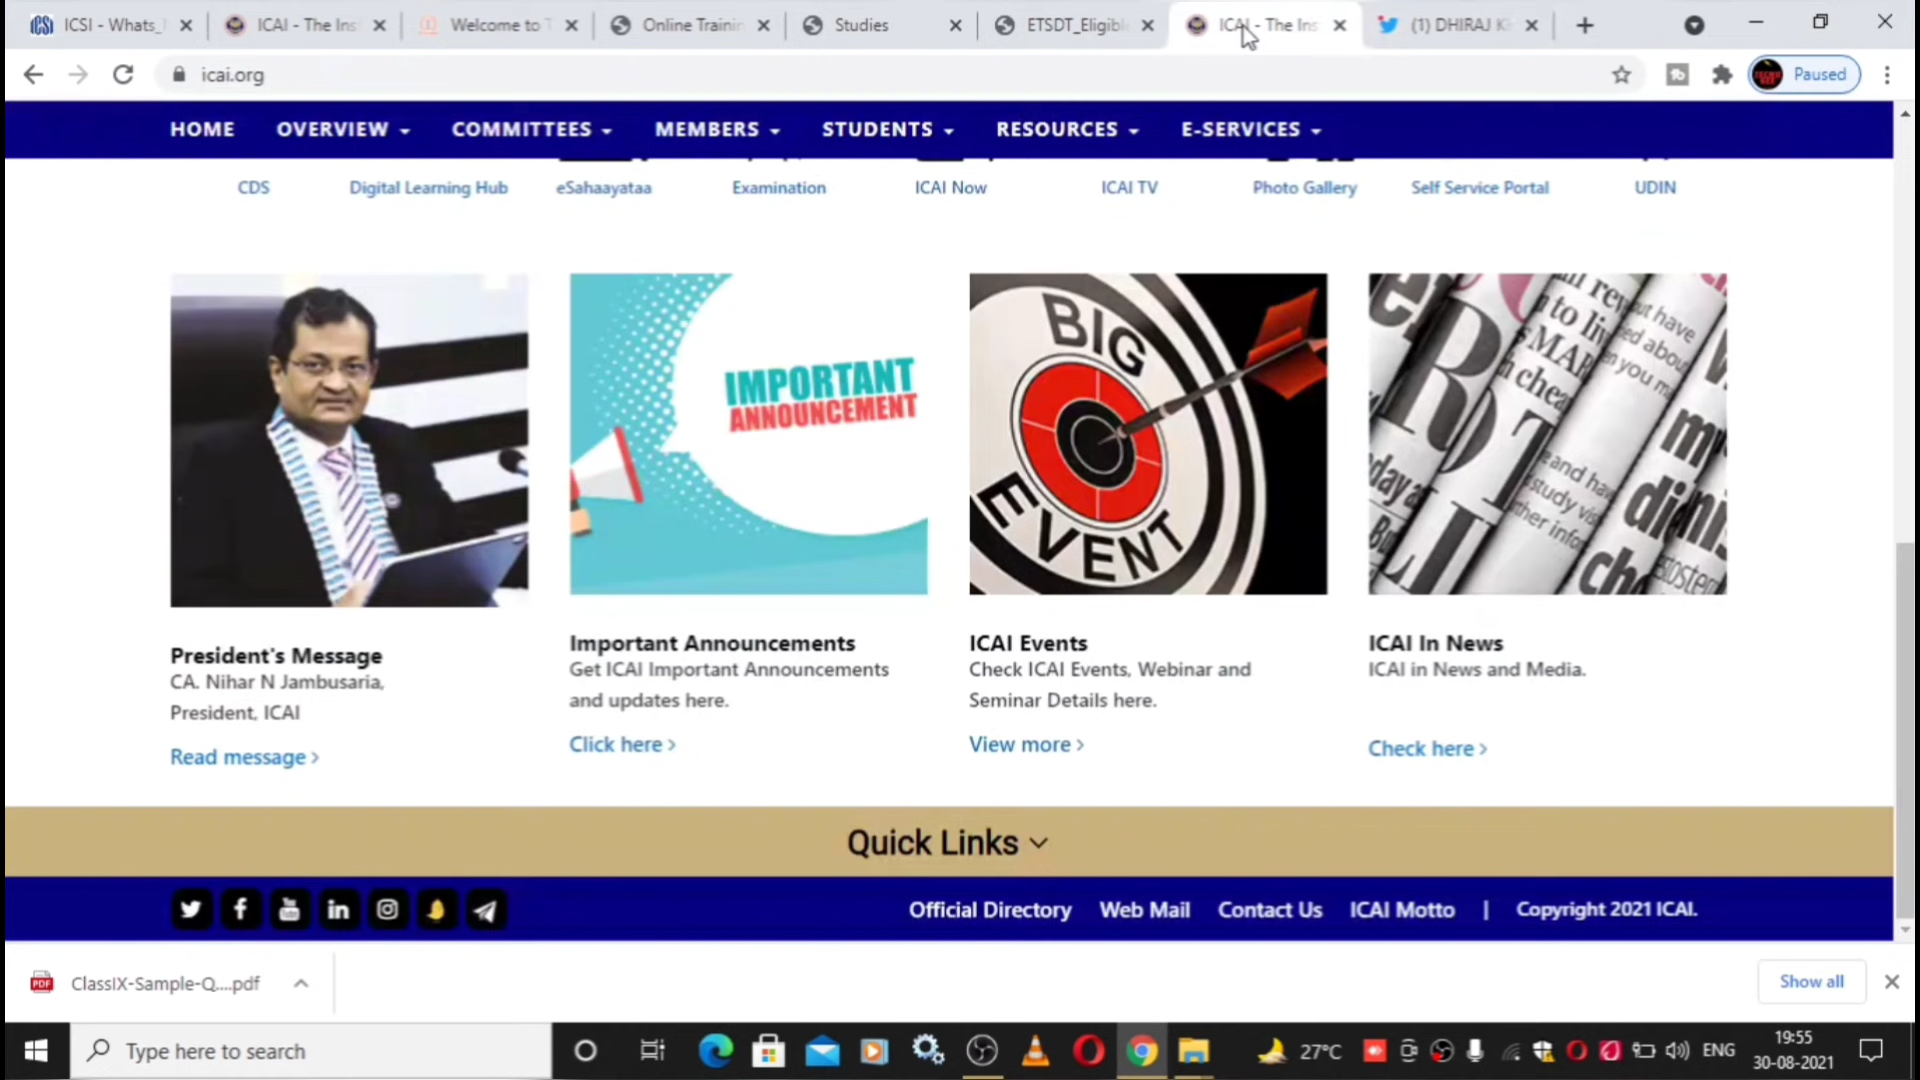 ICSI - Whats_
ICAI - The Ins
Welcome to T
Online Trainin
Studies
ETSDT_Eligible
ICAI - The Ins
(1) DHIRAJ K
icai.org
Paused
HOME
OVERVIEW
COMMITTEES
MEMBERS
STUDENTS
RESOURCES
E-SERVICES
CDS
Digital Learning Hub
eSahaayataa
Examination
ICAI Now
ICAI TV
Photo Gallery
Self Service Portal
UDIN
IMPORTANT
ANNOUNCEMENT
BIG
EVENT
President's Message
CA. Nihar N Jambusaria,
President, ICAI
Read message >
Important Announcements
Get ICAI Important Announcements
and updates here.
Click here >
ICAI Events
Check ICAI Events, Webinar and
Seminar Details here.
View more >
ICAI In News
ICAI in News and Media.
Check here >
Quick Links
Official Directory
Web Mail
Contact Us
ICAI Motto
|
Copyright 2021 ICAI.
ClassIX-Sample-Q....pdf
Show all
Type here to search
27°C
ENG
19:55
30-08-2021